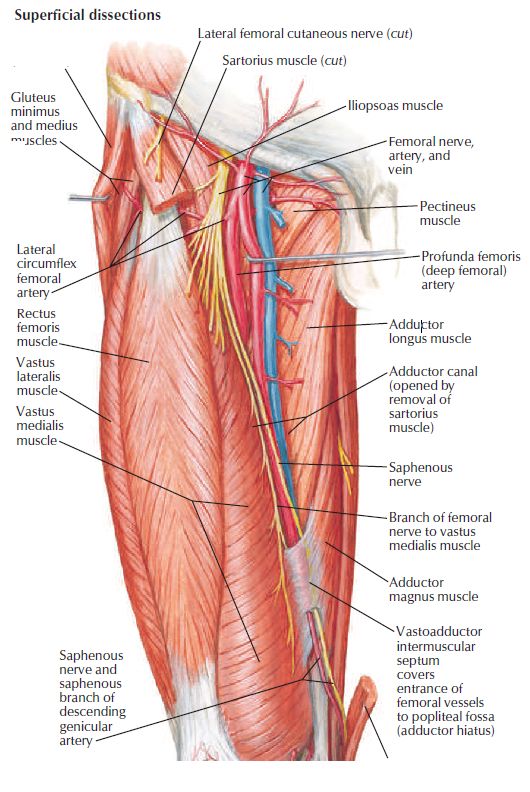 Superficial dissections
Lateral femoral cutaneous nerve (cut)
Sartorius muscle (cut)
Gluteus
minimus
and medius
muscles
Iliopsoas muscle
Femoral nerve,
artery, and
vein
Pectineus
muscle
Lateral
circumflex
femoral
artery
Profunda femoris
(deep femoral)
artery
Rectus
femoris
muscle
Adductor
longus muscle
Vastus
lateralis
muscle
Adductor canal
(opened by
removal of
sartorius
muscle)
Vastus
medialis
muscle
Saphenous
nerve
Branch of femoral
nerve to vastus
medialis muscle
Adductor
magnus muscle
Vastoadductor
intermuscular
septum
covers
entrance of
femoral vessels
to popliteal fossa
(adductor hiatus)
Saphenous
nerve and
saphenous
branch of
descending
genicular
artery